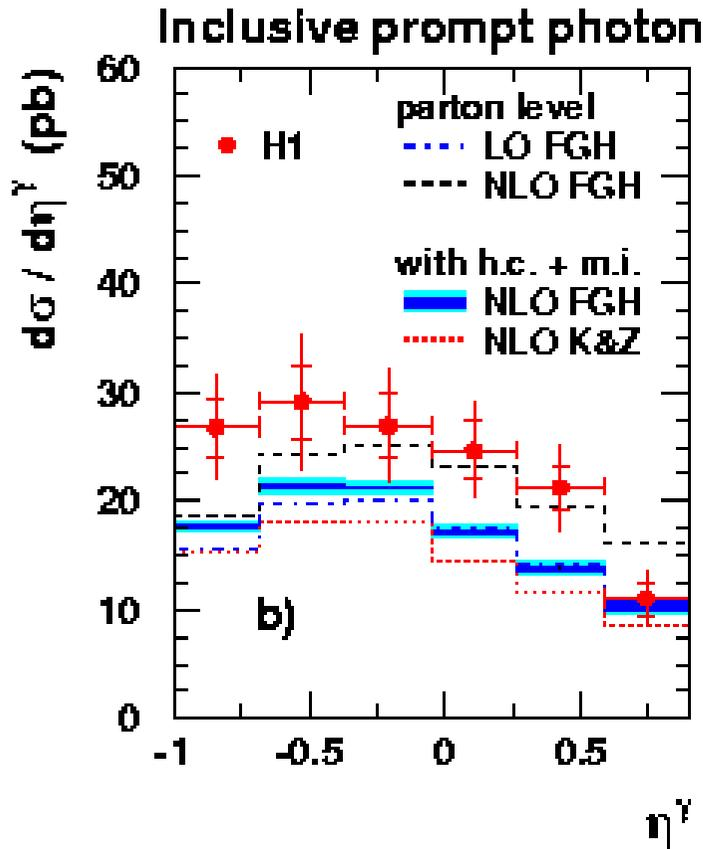 Inclusive prompt photon
dσ / dη^γ (pb)
60
50
40
30
20
10
0
H1
parton level
LO FGH
NLO FGH
with h.c. + m.i.
NLO FGH
NLO K&Z
b)
-1
-0.5
0
0.5
η^γ